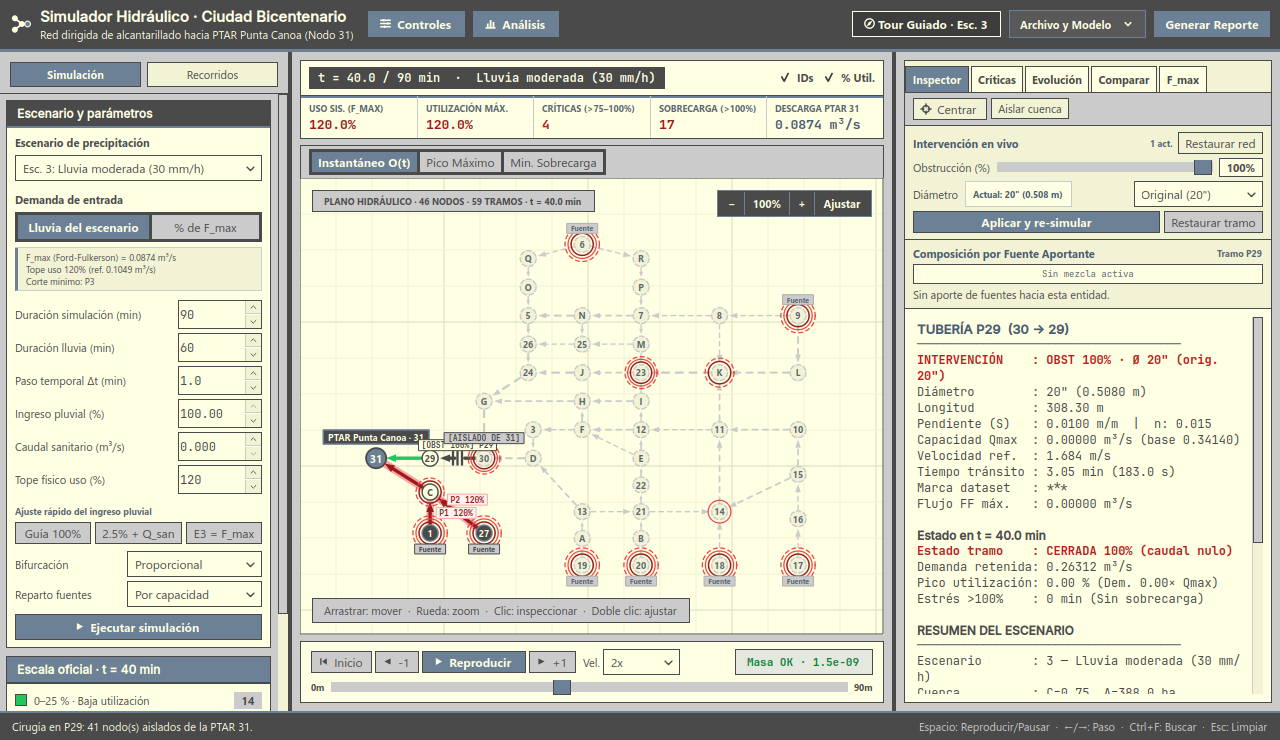 Simulador Hidráulico · Ciudad Bicentenario
Red dirigida de alcantarillado hacia PTAR Punta Canoa (Nodo 31)
Controles
Análisis
Tour Guiado · Esc. 3
Archivo y Modelo
Generar Reporte
Simulación
Recorridos
Escenario y parámetros
Escenario de precipitación
Esc. 3: Lluvia moderada (30 mm/h)
Demanda de entrada
Lluvia del escenario
% de F_max
F_max (Ford-Fulkerson) = 0.0874 m³/s
Tope uso 120% (ref. 0.1049 m³/s)
Corte mínimo: P3
Duración simulación (min)
90
Duración lluvia (min)
60
Paso temporal Δt (min)
1.0
Ingreso pluvial (%)
100.00
Caudal sanitario (m³/s)
0.000
Tope físico uso (%)
120
Ajuste rápido del ingreso pluvial
Guía 100%
2.5% + Q_san
E3 = F_max
Bifurcación
Proporcional
Reparto fuentes
Por capacidad
Ejecutar simulación
Escala oficial · t = 40 min
0–25 % · Baja utilización
14
t = 40.0 / 90 min · Lluvia moderada (30 mm/h)
✓ IDs
✓ % Util.
USO SIS. (F_MAX)
120.0%
UTILIZACIÓN MÁX.
120.0%
CRÍTICAS (>75–100%)
4
SOBRECARGA (>100%)
17
DESCARGA PTAR 31
0.0874 m³/s
Instantáneo O(t)
Pico Máximo
Min. Sobrecarga
PLANO HIDRÁULICO · 46 NODOS · 59 TRAMOS · t = 40.0 min
−
100%
+
Ajustar
Fuente
6
Q
R
O
P
Fuente
5
N
7
8
9
26
25
M
24
J
23
K
L
G
H
I
PTAR Punta Canoa · 31
[AISLADO DE 31]
[OBST 100%] P29
3
F
12
11
10
31
29
30
D
E
15
C
22
P2 120%
P1 120%
13
21
14
16
1
27
A
B
Fuente
Fuente
19
20
18
17
Fuente
Fuente
Fuente
Fuente
Arrastrar: mover · Rueda: zoom · Clic: inspeccionar · Doble clic: ajustar
Inicio
-1
Reproducir
+1
Vel.
2x
Masa OK · 1.5e-09
0m
90m
Inspector
Críticas
Evolución
Comparar
F_max
Centrar
Aislar cuenca
Intervención en vivo
1 act.
Restaurar red
Obstrucción (%)
100%
Diámetro
Actual: 20" (0.508 m)
Original (20")
Aplicar y re-simular
Restaurar tramo
Composición por Fuente Aportante
Tramo P29
Sin mezcla activa
Sin aporte de fuentes hacia esta entidad.
TUBERÍA P29 (30 → 29)
INTERVENCIÓN : OBST 100% · Ø 20" (orig.
20")
Diámetro : 20" (0.5080 m)
Longitud : 308.30 m
Pendiente (S) : 0.0100 m/m | n: 0.015
Capacidad Qmax : 0.00000 m³/s (base 0.34140)
Velocidad ref. : 1.684 m/s
Tiempo tránsito : 3.05 min (183.0 s)
Marca dataset : ***
Flujo FF máx. : 0.00000 m³/s
Estado en t = 40.0 min
Estado tramo : CERRADA 100% (caudal nulo)
Demanda retenida: 0.26312 m³/s
Pico utilización: 0.00 % (Dem. 0.00× Qmax)
Estrés >100% : 0 min (Sin sobrecarga)
RESUMEN DEL ESCENARIO
Escenario : 3 — Lluvia moderada (30 mm/
h)
Cuenca : C=0.75, A=388.0 ha
Cirugía en P29: 41 nodo(s) aislados de la PTAR 31.
Espacio: Reproducir/Pausar · ←/→: Paso · Ctrl+F: Buscar · Esc: Limpiar